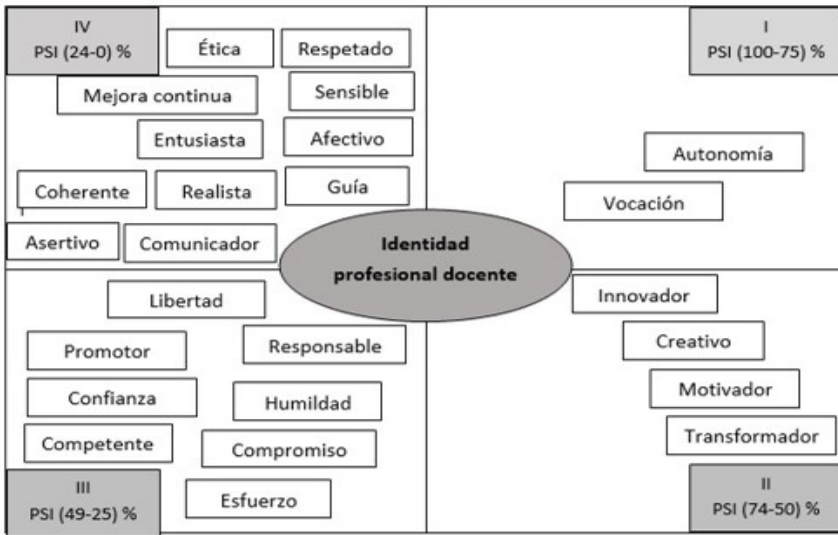 IV
PSI (24-0) %
Ética
Respetado
Mejora continua
Sensible
Entusiasta
Afectivo
Coherente
Realista
Guía
Asertivo
Comunicador
I
PSI (100-75) %
Autonomía
Vocación
Identidad
profesional docente
Libertad
Promotor
Responsable
Confianza
Humildad
Competente
Compromiso
III
PSI (49-25) %
Esfuerzo
Innovador
Creativo
Motivador
Transformador
II
PSI (74-50) %